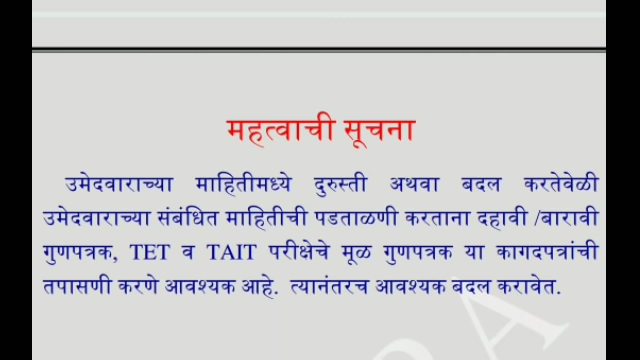 महत्वाची सूचना
उमेदवाराच्या माहितीमध्ये दुरुस्ती अथवा बदल करतेवेळी
उमेदवाराच्या संबंधित माहितीची पडताळणी करताना दहावी /बारावी
गुणपत्रक, TET व TAIT परीक्षेचे मूळ गुणपत्रक या कागदपत्रांची
तपासणी करणे आवश्यक आहे. त्यानंतरच आवश्यक बदल करावेत.